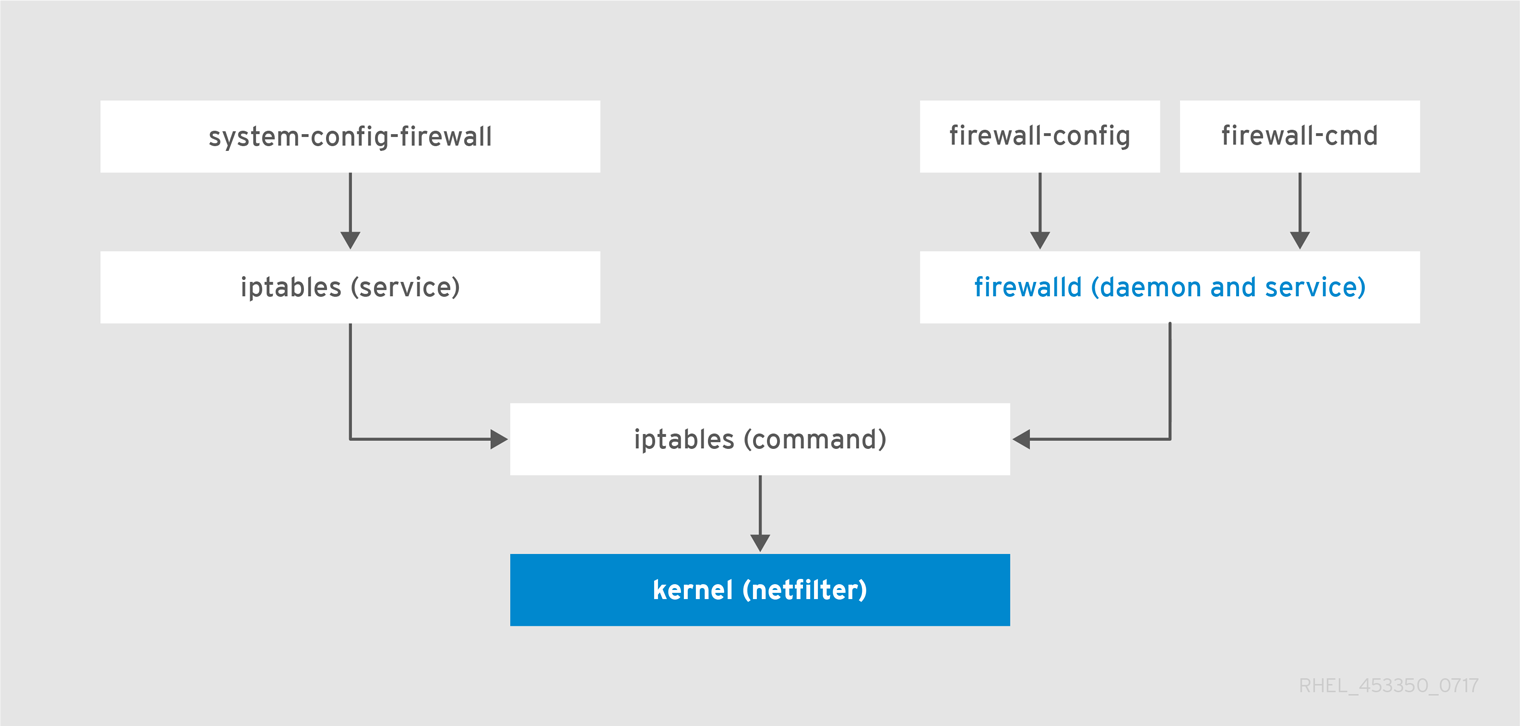 system-config-firewall
firewall-config
firewall-cmd
iptables (service)
firewalld (daemon and service)
iptables (command)
kernel (netfilter)
RHEL_453350_0717